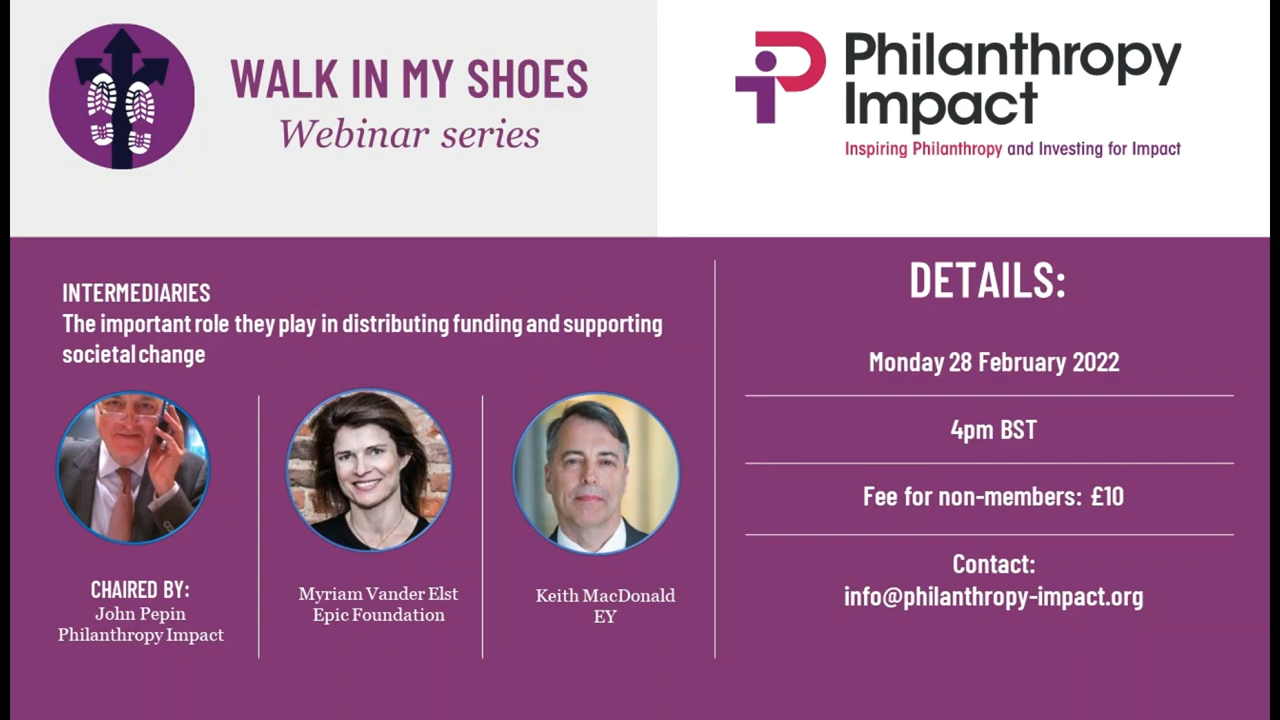 WALK IN MY SHOES
Webinar series
Philanthropy
Impact
Inspiring Philanthropy and Investing for Impact
INTERMEDIARIES
The important role they play in distributing funding and supporting
societal change
CHAIRED BY:
John Pepin
Philanthropy Impact
Myriam Vander Elst
Epic Foundation
Keith MacDonald
EY
DETAILS:
Monday 28 February 2022
4pm BST
Fee for non-members: £10
Contact:
info@philanthropy-impact.org